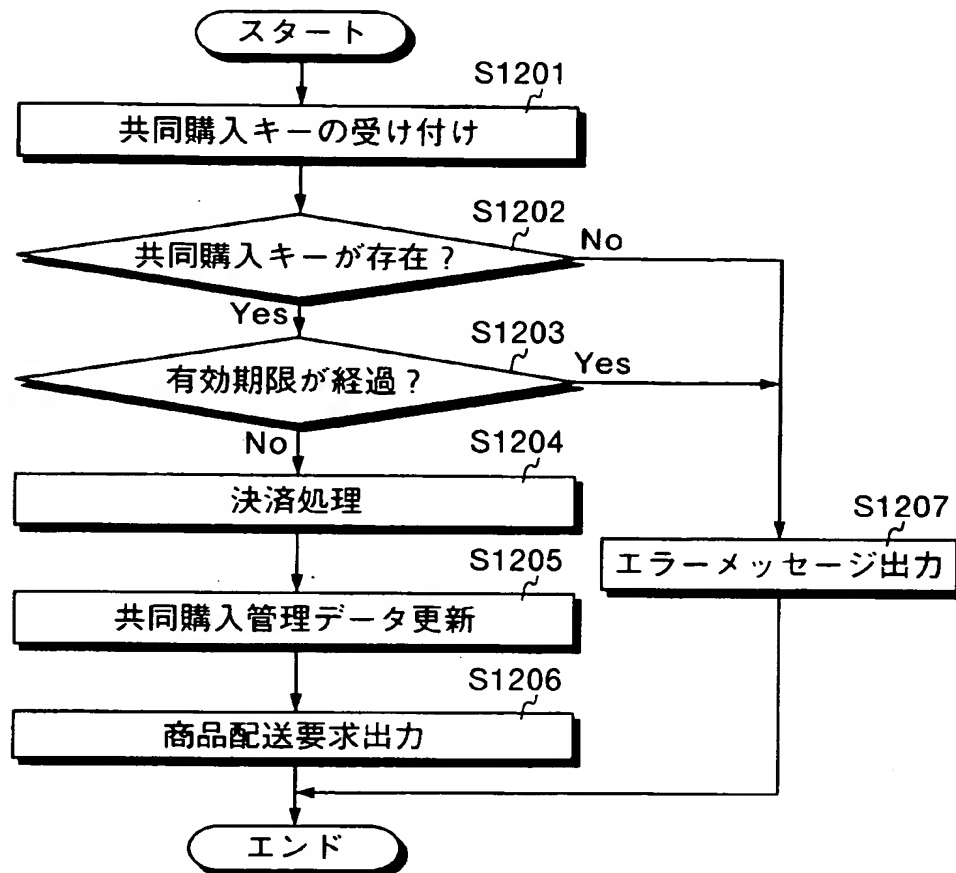 スタート
S1201
共同購入キーの受け付け
S1202
共同購入キーが存在?
No
Yes
S1203
有効期限が経過?
Yes
No
S1204
決済処理
S1207
エラーメッセージ出力
S1205
共同購入管理データ更新
S1206
商品配送要求出力
エンド